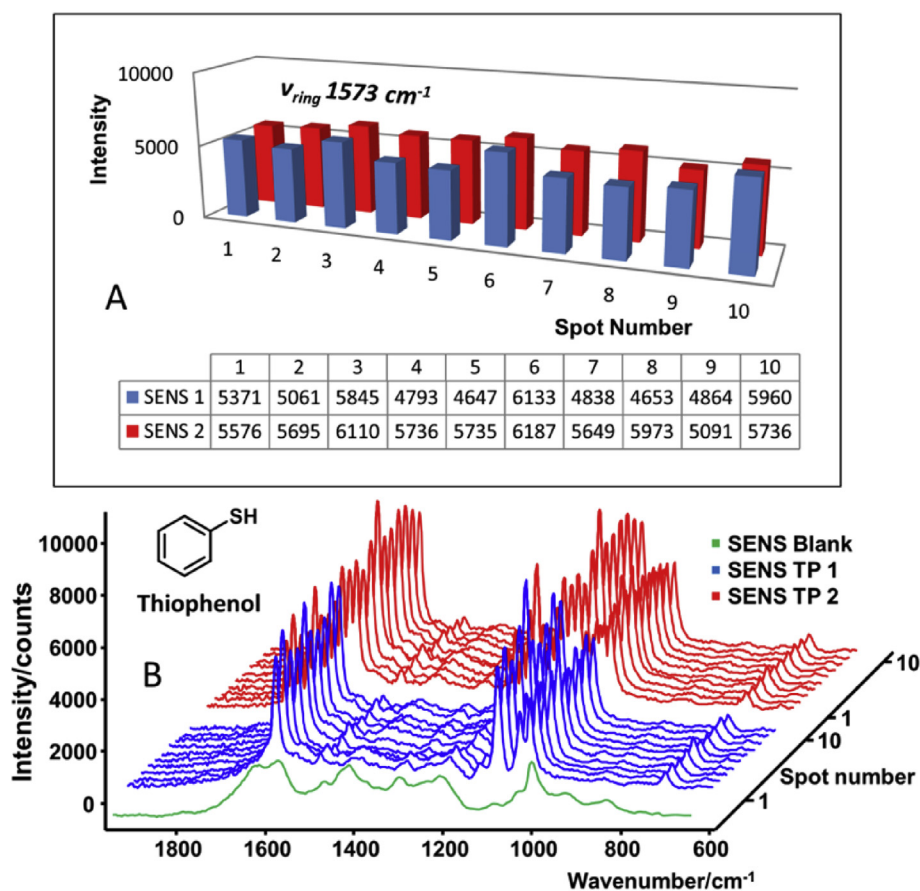 10000
ν_ring 1573 cm⁻¹
Intensity
5000
0
1 2 3 4 5 6 7 8 9 10
A
Spot Number
1 2 3 4 5 6 7 8 9 10
SENS 1 5371 5061 5845 4793 4647 6133 4838 4653 4864 5960
SENS 2 5576 5695 6110 5736 5735 6187 5649 5973 5091 5736
SH
Thiophenol
B
SENS Blank
SENS TP 1
SENS TP 2
Intensity/counts
10000
8000
6000
4000
2000
0
10
1
10
1
Spot number
1800 1600 1400 1200 1000 800 600
Wavenumber/cm⁻¹